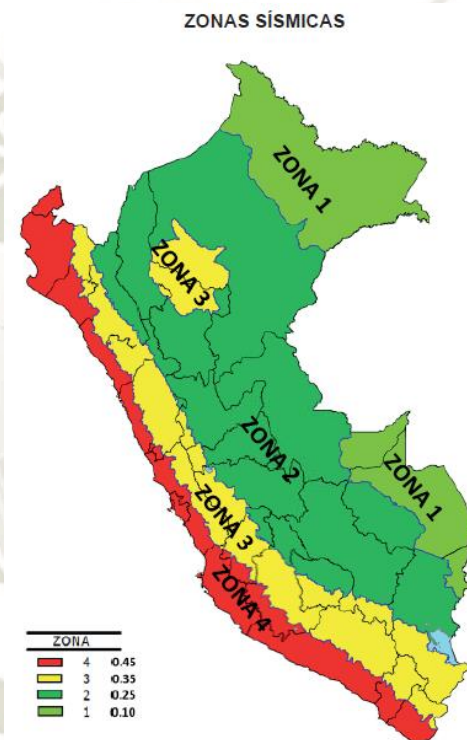 ZONAS SÍSMICAS
ZONA 1
ZONA 3
ZONA 2
ZONA 1
ZONA 3
ZONA 4
ZONA
4 0.45
3 0.35
2 0.25
1 0.10